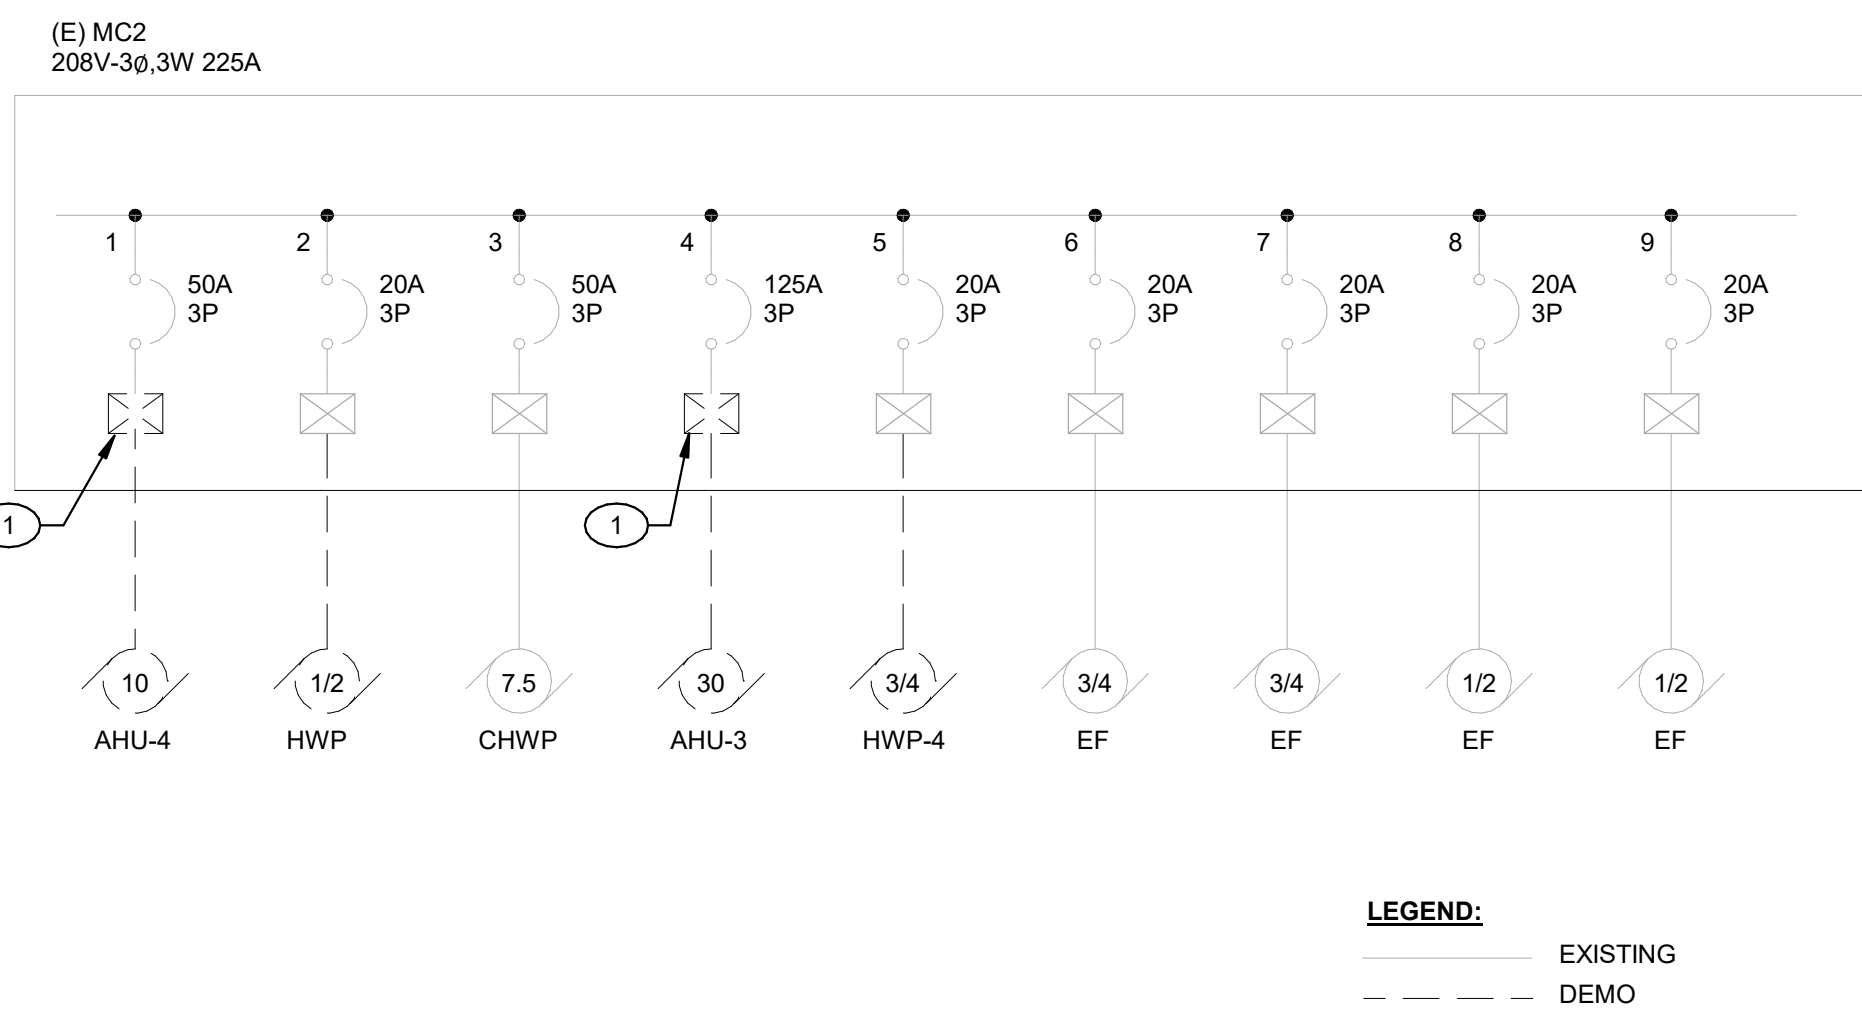 (E) MC2
208V-3ø,3W 225A
1 2 3 4 5 6 7 8 9
50A 20A 50A 125A 20A 20A 20A 20A 20A
3P 3P 3P 3P 3P 3P 3P 3P 3P
1 1
10 1/2 7.5 30 3/4 3/4 3/4 1/2 1/2
AHU-4 HWP CHWP AHU-3 HWP-4 EF EF EF EF
LEGEND:
EXISTING
DEMO